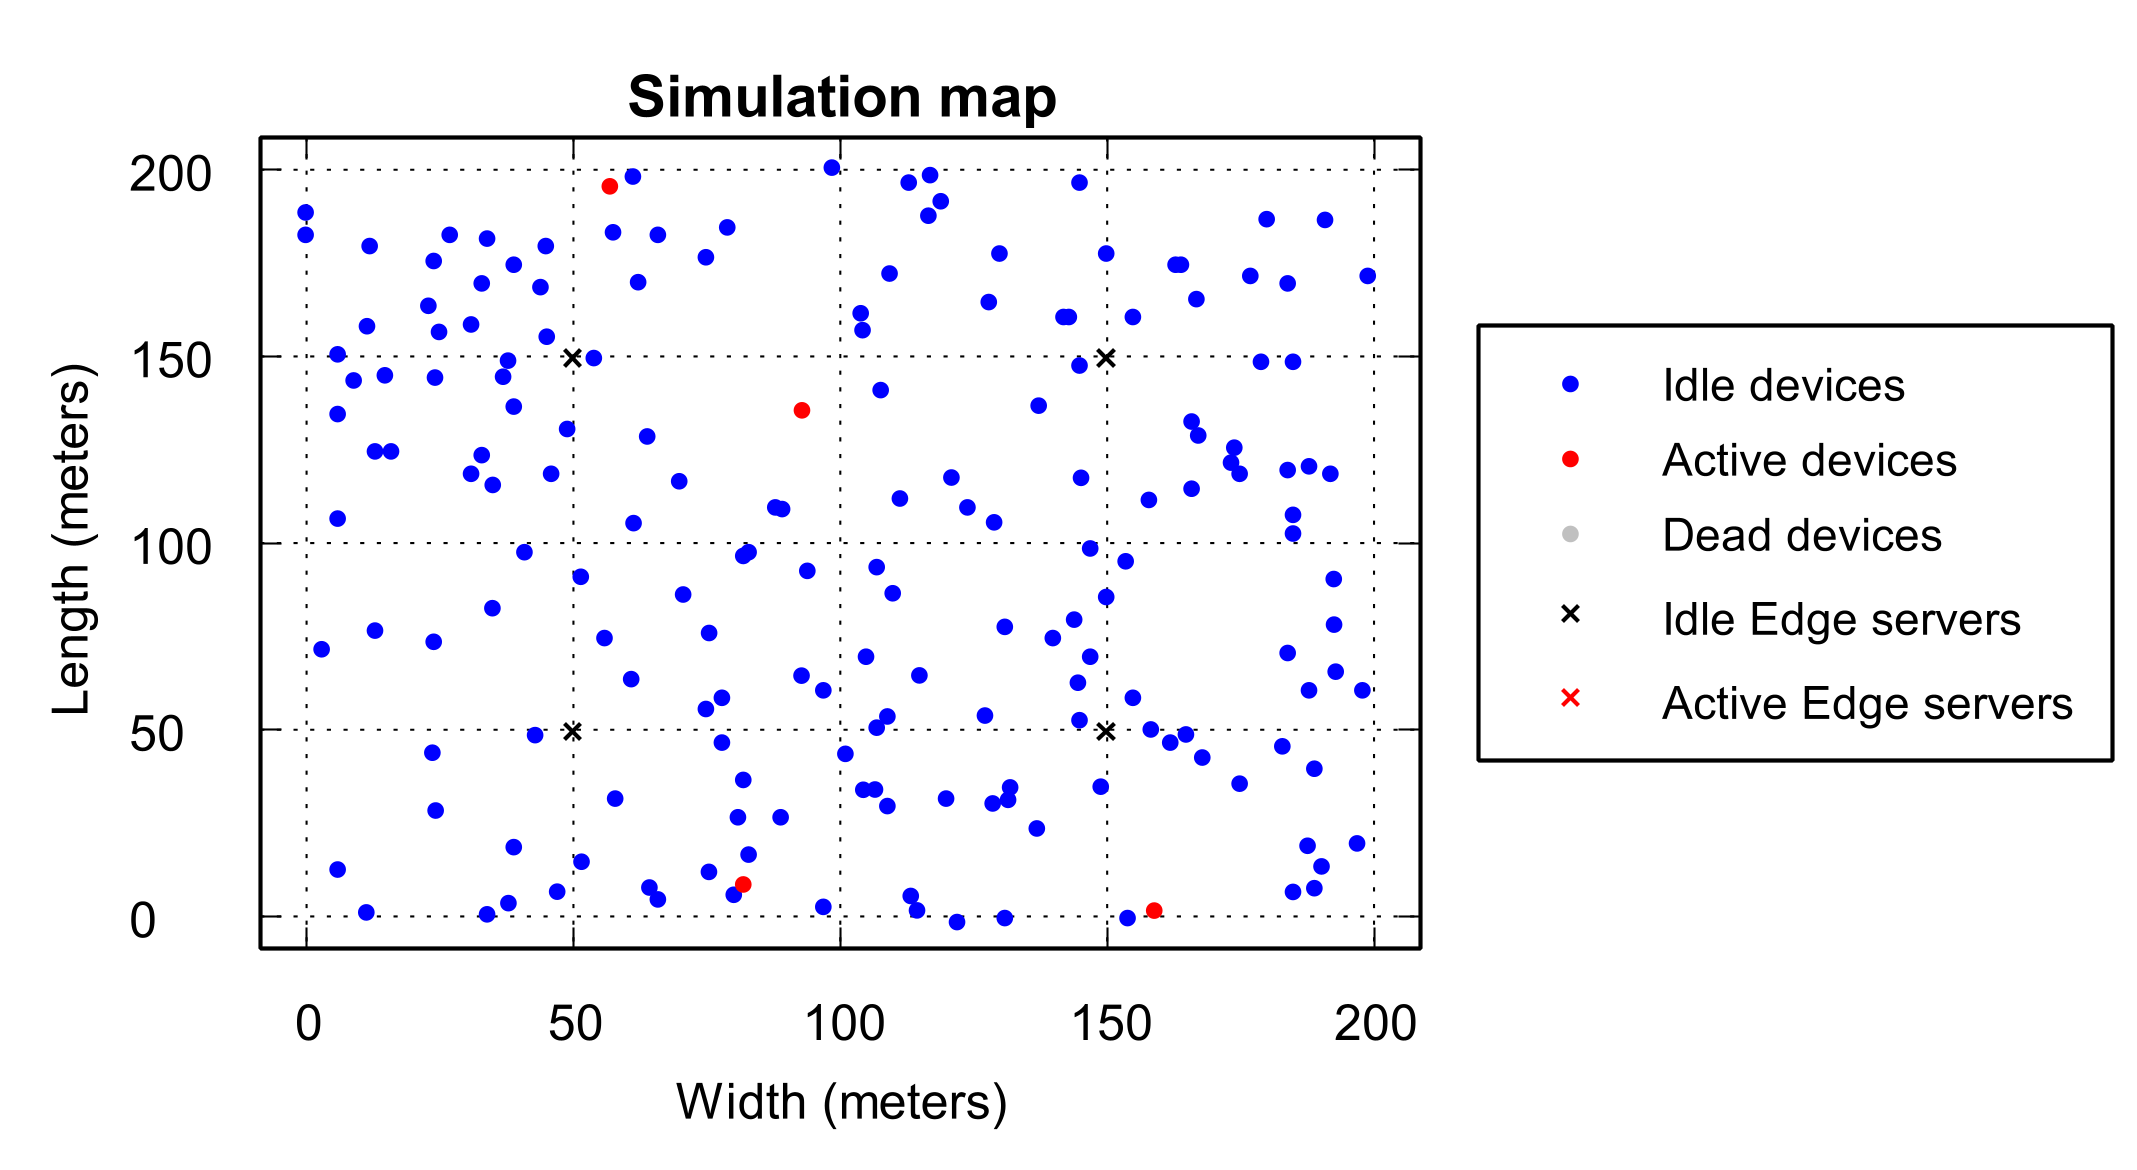 Simulation map
200
150
100
50
0
Length (meters)
0 50 100 150 200
Width (meters)
Idle devices
Active devices
Dead devices
Idle Edge servers
Active Edge servers